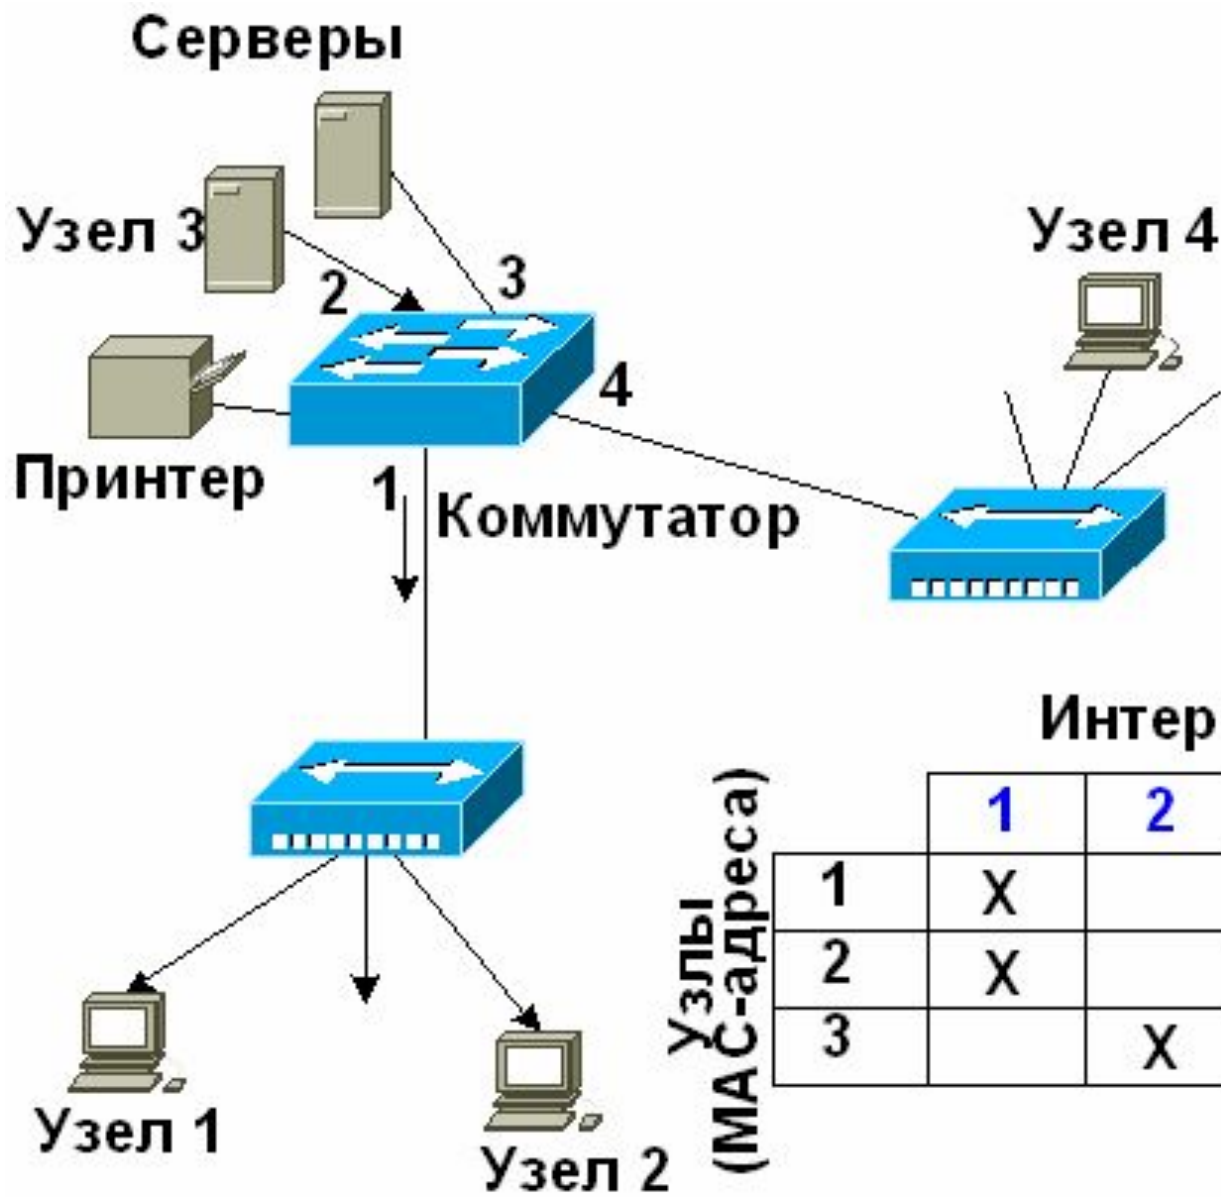 Серверы
Узел 3
Узел 4
2
3
4
Принтер
1
Коммутатор
Интер
Узлы
(МАС-адреса)
1 2
1 X
2 X
3 X
Узел 1
Узел 2